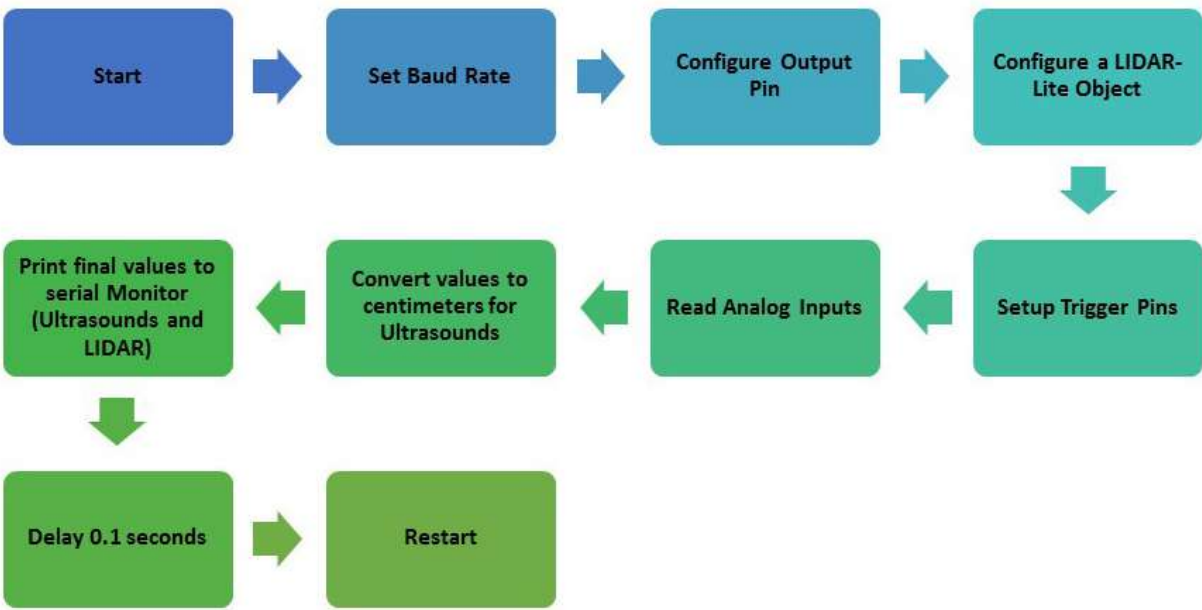 Start
Set Baud Rate
Configure Output
Pin
Configure a LIDAR-
Lite Object
Setup Trigger Pins
Read Analog Inputs
Convert values to
centimeters for
Ultrasounds
Print final values to
serial Monitor
(Ultrasounds and
LIDAR)
Delay 0.1 seconds
Restart